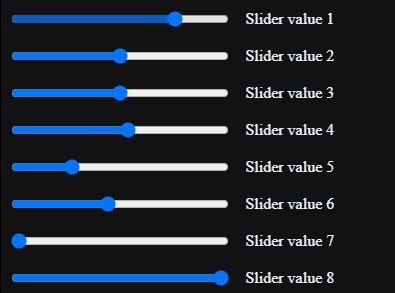 Slider value 1
Slider value 2
Slider value 3
Slider value 4
Slider value 5
Slider value 6
Slider value 7
Slider value 8